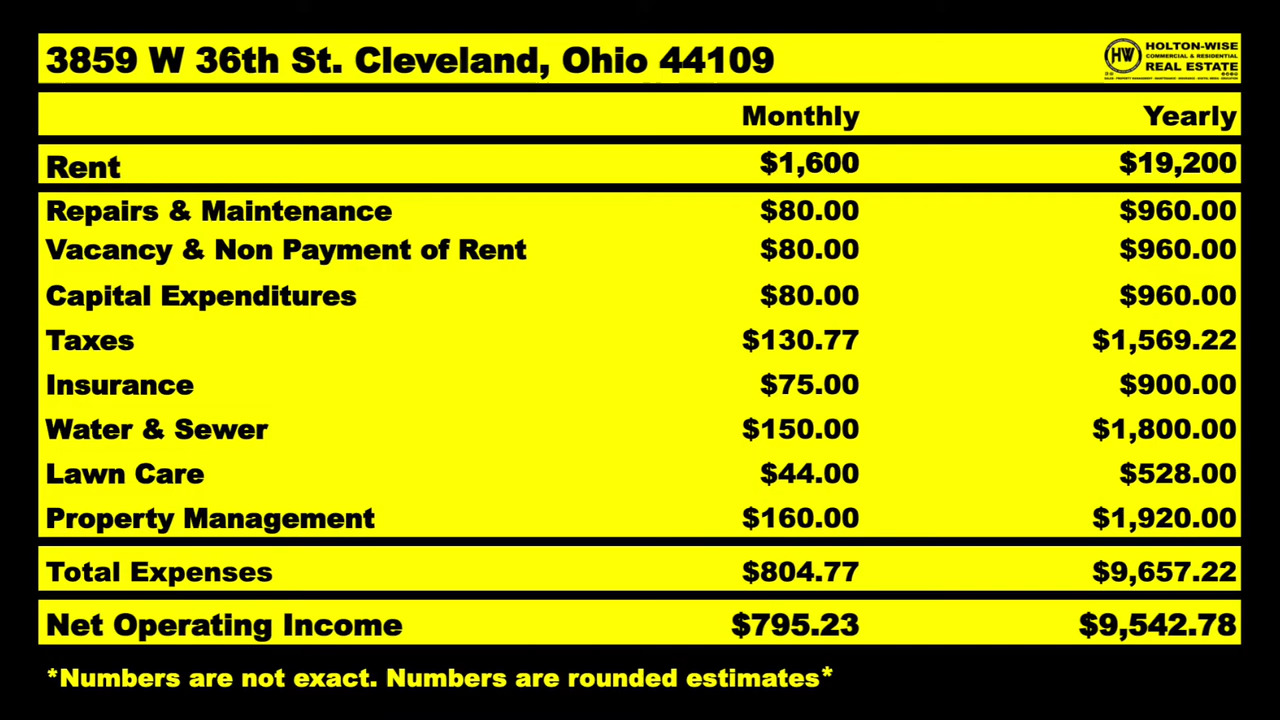 3859 W 36th St. Cleveland, Ohio 44109
HW HOLTON-WISE
COMMERCIAL & RESIDENTIAL
REAL ESTATE
Monthly Yearly
Rent $1,600 $19,200
Repairs & Maintenance $80.00 $960.00
Vacancy & Non Payment of Rent $80.00 $960.00
Capital Expenditures $80.00 $960.00
Taxes $130.77 $1,569.22
Insurance $75.00 $900.00
Water & Sewer $150.00 $1,800.00
Lawn Care $44.00 $528.00
Property Management $160.00 $1,920.00
Total Expenses $804.77 $9,657.22
Net Operating Income $795.23 $9,542.78
*Numbers are not exact. Numbers are rounded estimates*